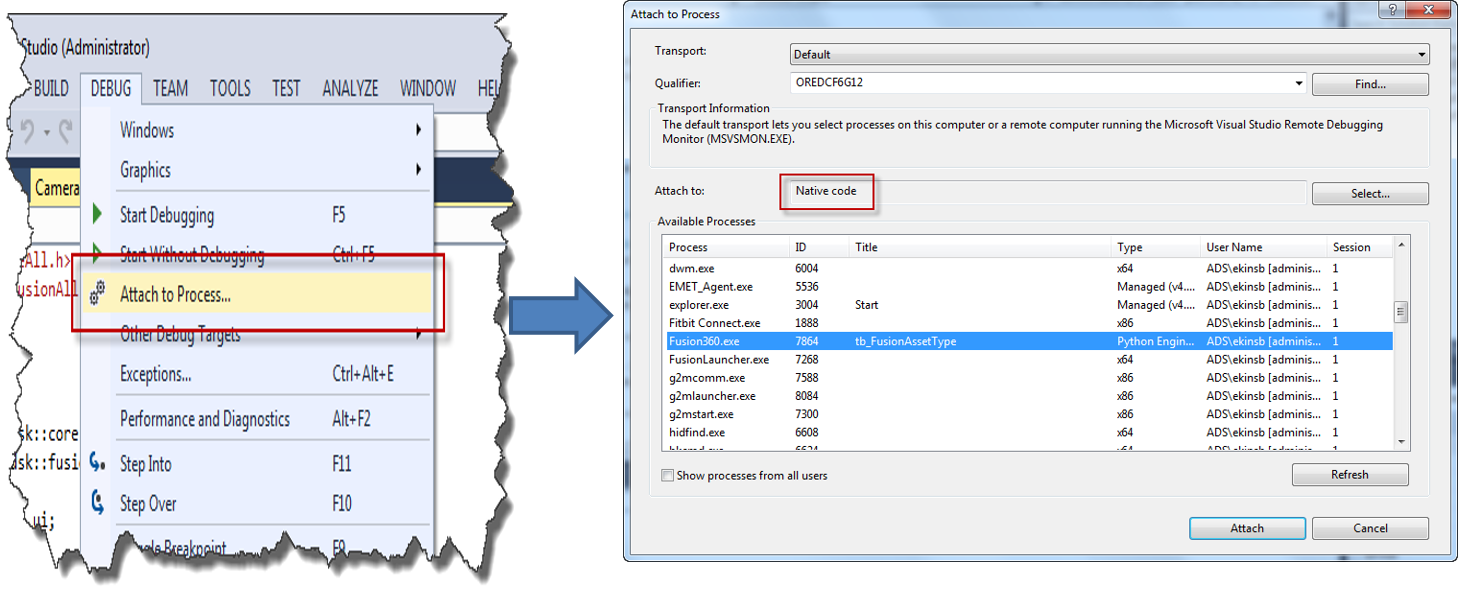 Studio (Administrator)
BUILD DEBUG TEAM TOOLS TEST ANALYZE WINDOW HEL
Windows
Graphics
Camera
Start Debugging F5
Start Without Debugging Ctrl+F5
All.h>
usionAll
Attach to Process...
Other Debug Targets
Exceptions... Ctrl+Alt+E
Performance and Diagnostics Alt+F2
sk::core
dsk::fusi
Step Into F11
Step Over F10
ui;
Breakpoint F9
Attach to Process
Transport: Default
Qualifier: OREDCF6G12 Find...
Transport Information
The default transport lets you select processes on this computer or a remote computer running the Microsoft Visual Studio Remote Debugging
Monitor (MSVSMON.EXE).
Attach to: Native code Select...
Available Processes
Process ID Title Type User Name Session
dwm.exe 6004 x64 ADS\ekinsb [adminis... 1
EMET_Agent.exe 5536 Managed (v4.... ADS\ekinsb [adminis... 1
explorer.exe 3004 Start Managed (v4.... ADS\ekinsb [adminis... 1
Fitbit Connect.exe 1888 x86 ADS\ekinsb [adminis... 1
Fusion360.exe 7864 tb_FusionAssetType Python Engin... ADS\ekinsb [adminis... 1
FusionLauncher.exe 7268 x64 ADS\ekinsb [adminis... 1
g2mcomm.exe 7588 x86 ADS\ekinsb [adminis... 1
g2mlauncher.exe 8084 x86 ADS\ekinsb [adminis... 1
g2mstart.exe 7300 x86 ADS\ekinsb [adminis... 1
hidfind.exe 6608 x64 ADS\ekinsb [adminis... 1
Show processes from all users Refresh
Attach Cancel